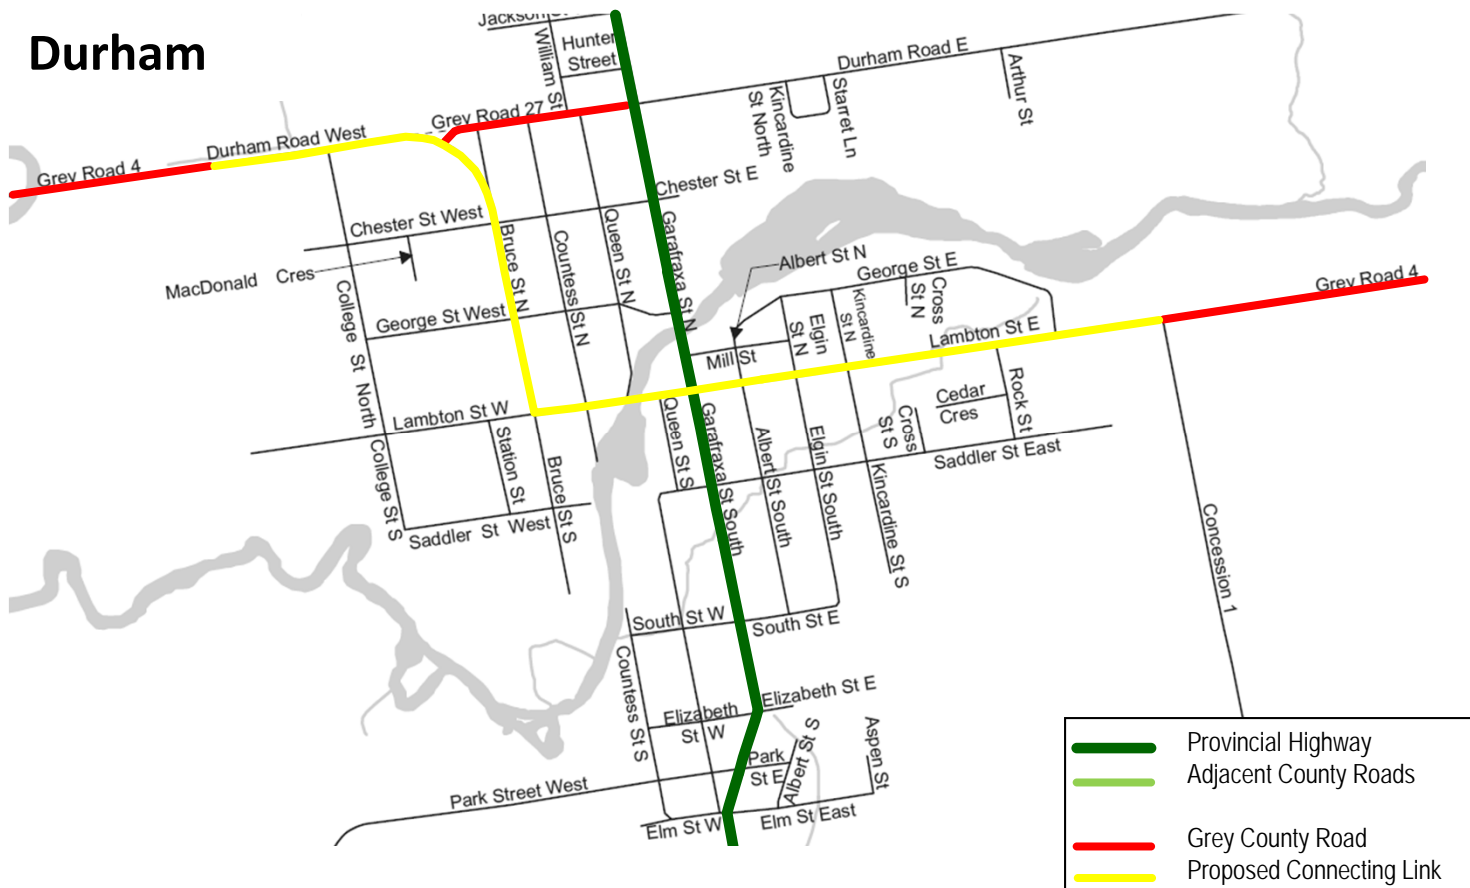 Durham
Jackson St
William St
Hunter
Street
Durham Road E
Arthur St
Kincardine
St North
Starret Ln
Grey Road 27
Durham Road West
Grey Road 4
Chester St E
Chester St West
MacDonald Cres
Bruce St N
Countess St N
Queen St N
Garafraxa St N
Albert St N
George St E
Cross
St N
Grey Road 4
College St North
George St West
Mill St
Elgin
St N
Kincardine
St N
Lambton St E
Lambton St W
Station St
College St S
Bruce St S
Saddler St West
Queen St S
Garafraxa St South
Albert St South
Elgin St South
Cross
St S
Cedar
Cres
Rock St
Saddler St East
Kincardine St S
Concession 1
South St W
South St E
Countess St S
Elizabeth St E
Elizabeth
St W
Park
St E
Albert St S
Aspen St
Park Street West
Elm St W
Elm St East
Provincial Highway
Adjacent County Roads
Grey County Road
Proposed Connecting Link